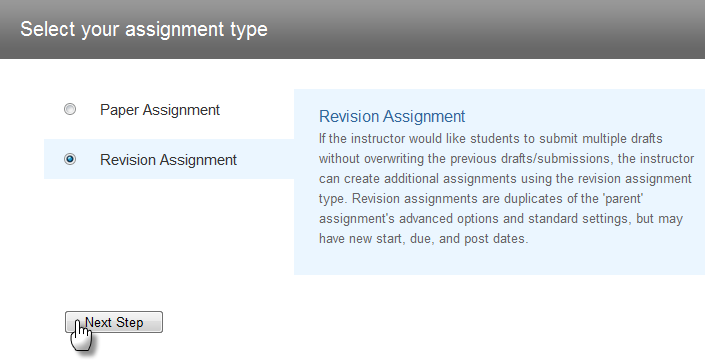 Select your assignment type
Paper Assignment
Revision Assignment
Revision Assignment
If the instructor would like students to submit multiple drafts
without overwriting the previous drafts/submissions, the instructor
can create additional assignments using the revision assignment
type. Revision assignments are duplicates of the 'parent'
assignment's advanced options and standard settings, but may
have new start, due, and post dates.
Next Step